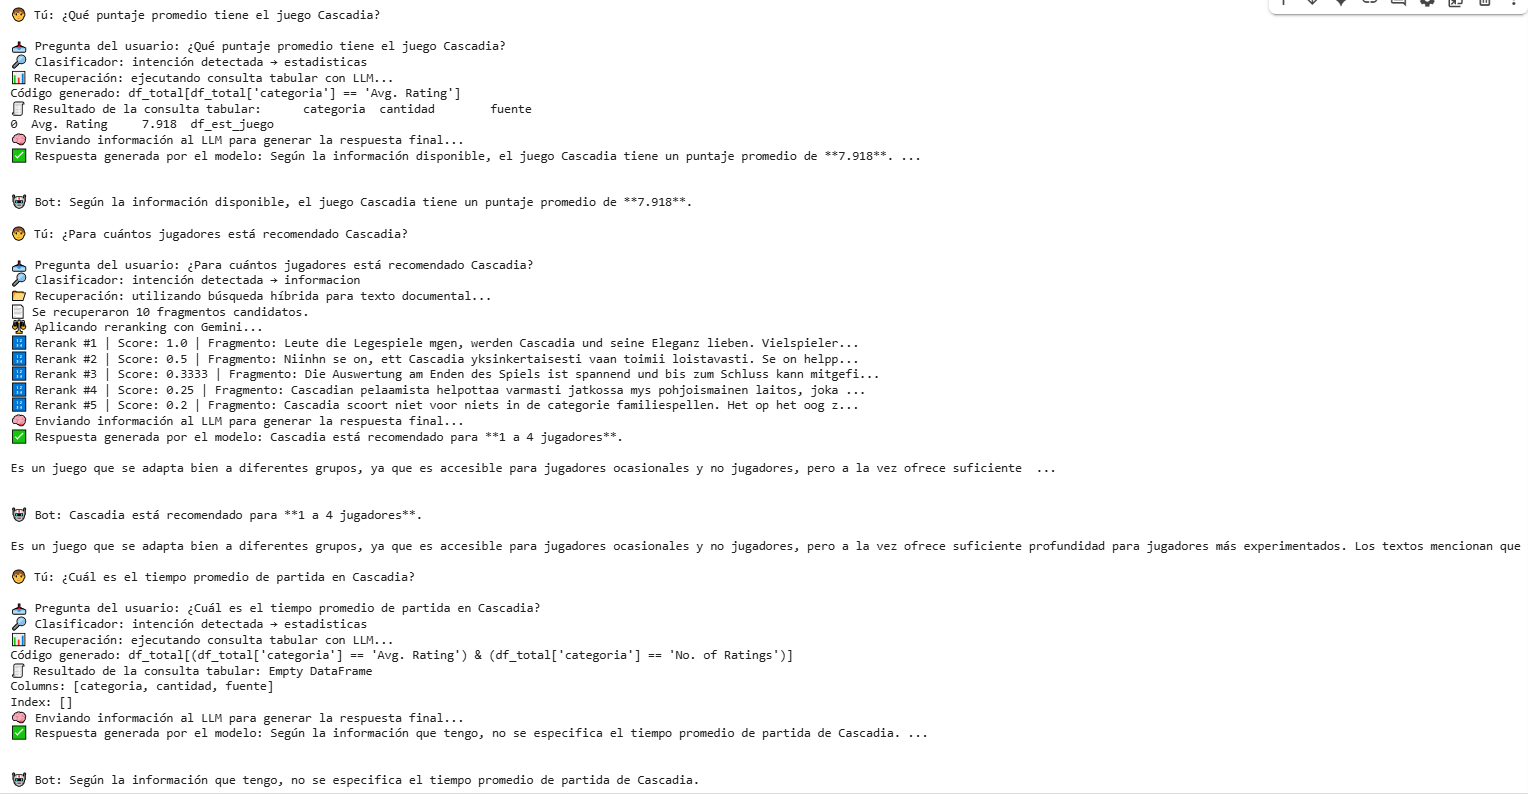 Tú: ¿Qué puntaje promedio tiene el juego Cascadia?
Pregunta del usuario: ¿Qué puntaje promedio tiene el juego Cascadia?
Clasificador: intención detectada → estadisticas
Recuperación: ejecutando consulta tabular con LLM...
Código generado: df_total[df_total['categoria'] == 'Avg. Rating']
Resultado de la consulta tabular:      categoria  cantidad        fuente
0  Avg. Rating     7.918  df_est_juego
Enviando información al LLM para generar la respuesta final...
Respuesta generada por el modelo: Según la información disponible, el juego Cascadia tiene un puntaje promedio de **7.918**. ...
Bot: Según la información disponible, el juego Cascadia tiene un puntaje promedio de **7.918**.
Tú: ¿Para cuántos jugadores está recomendado Cascadia?
Pregunta del usuario: ¿Para cuántos jugadores está recomendado Cascadia?
Clasificador: intención detectada → informacion
Recuperación: utilizando búsqueda híbrida para texto documental...
Se recuperaron 10 fragmentos candidatos.
Aplicando reranking con Gemini...
Rerank #1 | Score: 1.0 | Fragmento: Leute die Legespiele mgen, werden Cascadia und seine Eleganz lieben. Vielspieler...
Rerank #2 | Score: 0.5 | Fragmento: Niinhn se on, ett Cascadia yksinkertaisesti vaan toimii loistavasti. Se on helpp...
Rerank #3 | Score: 0.3333 | Fragmento: Die Auswertung am Enden des Spiels ist spannend und bis zum Schluss kann mitgefi...
Rerank #4 | Score: 0.25 | Fragmento: Cascadian pelaamista helpottaa varmasti jatkossa mys pohjoismainen laitos, joka ...
Rerank #5 | Score: 0.2 | Fragmento: Cascadia scoort niet voor niets in de categorie familiespellen. Het op het oog z...
Enviando información al LLM para generar la respuesta final...
Respuesta generada por el modelo: Cascadia está recomendado para **1 a 4 jugadores**.
Es un juego que se adapta bien a diferentes grupos, ya que es accesible para jugadores ocasionales y no jugadores, pero a la vez ofrece suficiente  ...
Bot: Cascadia está recomendado para **1 a 4 jugadores**.
Es un juego que se adapta bien a diferentes grupos, ya que es accesible para jugadores ocasionales y no jugadores, pero a la vez ofrece suficiente profundidad para jugadores más experimentados. Los textos mencionan que
Tú: ¿Cuál es el tiempo promedio de partida en Cascadia?
Pregunta del usuario: ¿Cuál es el tiempo promedio de partida en Cascadia?
Clasificador: intención detectada → estadisticas
Recuperación: ejecutando consulta tabular con LLM...
Código generado: df_total[(df_total['categoria'] == 'Avg. Rating') & (df_total['categoria'] == 'No. of Ratings')]
Resultado de la consulta tabular: Empty DataFrame
Columns: [categoria, cantidad, fuente]
Index: []
Enviando información al LLM para generar la respuesta final...
Respuesta generada por el modelo: Según la información que tengo, no se especifica el tiempo promedio de partida de Cascadia. ...
Bot: Según la información que tengo, no se especifica el tiempo promedio de partida de Cascadia.